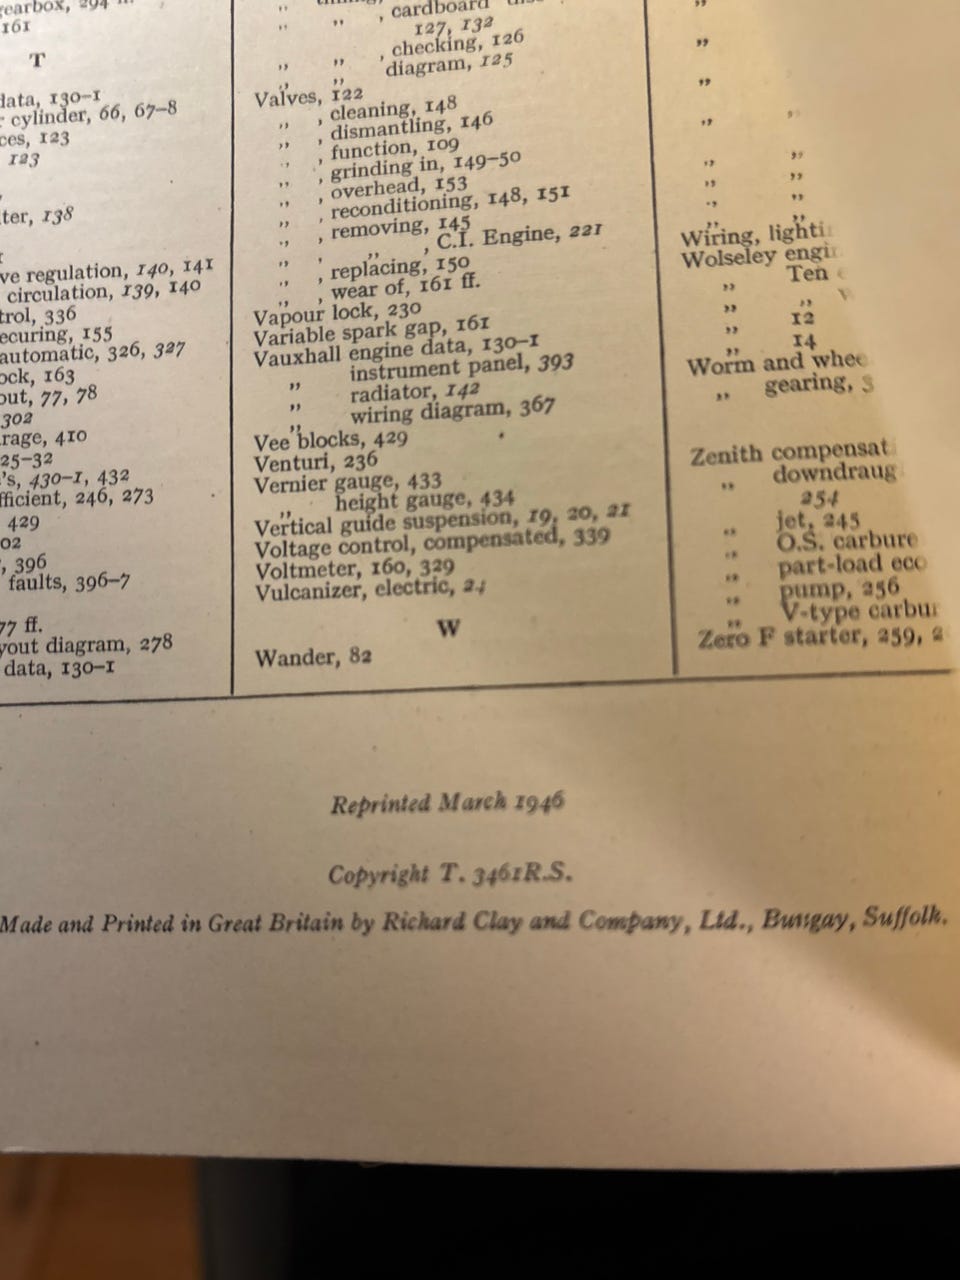 gearbox, 294
161
T
data, 130-1
cylinder, 66, 67-8
ces, 123
123
ter, 138
ve regulation, 140, 141
circulation, 139, 140
trol, 336
ecuring, 155
automatic, 326, 327
ock, 163
out, 77, 78
302
rage, 410
25-32
's, 430-1, 432
fficient, 246, 273
429
02
, 396
faults, 396-7
77 ff.
yout diagram, 278
data, 130-1
„ „ , cardboard
127, 132
„ „ , checking, 126
„ „ diagram, 125
Valves, 122
„ , cleaning, 148
„ , dismantling, 146
„ , function, 109
„ , grinding in, 149-50
„ , overhead, 153
„ , reconditioning, 148, 151
„ , removing, 145
„ , „ , C.I. Engine, 221
„ , replacing, 150
„ , wear of, 161 ff.
Vapour lock, 230
Variable spark gap, 161
Vauxhall engine data, 130-1
„ instrument panel, 393
„ radiator, 142
„ wiring diagram, 367
Vee blocks, 429
Venturi, 236
Vernier gauge, 433
„ height gauge, 434
Vertical guide suspension, 19, 20, 21
Voltage control, compensated, 339
Voltmeter, 160, 329
Vulcanizer, electric, 24
W
Wander, 82
„
„
„
„ „
„ „
„ „
„ „
„ „
Wiring, lighti
Wolseley engi
„ Ten
„ „
„ 12
„ 14
Worm and whee
„ gearing, 3
Zenith compensat
„ downdraug
254
„ jet, 245
„ O.S. carbure
„ part-load eco
„ pump, 256
„ V-type carbur
Zero F starter, 259, 2
Reprinted March 1946
Copyright T. 3461R.S.
Made and Printed in Great Britain by Richard Clay and Company, Ltd., Bungay, Suffolk.